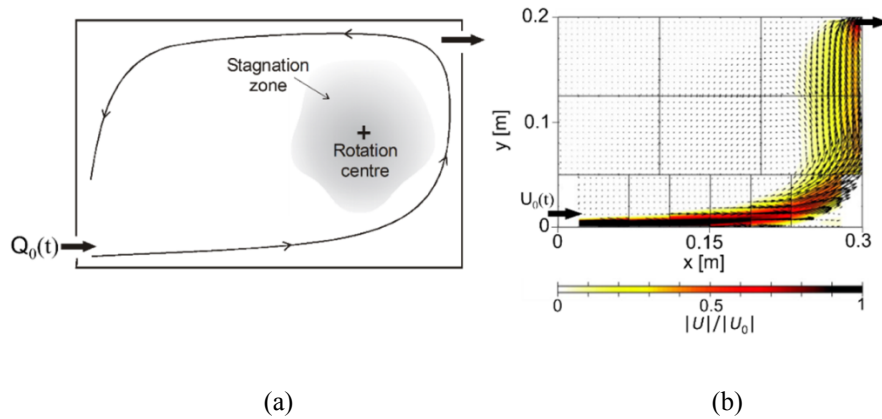 (a)
Stagnation
zone
Rotation
centre
Q₀(t)
(b)
0.2
0.1
0
y [m]
U₀(t)
0 0.15 0.3
x [m]
0 0.5 1
|U|/|U₀|
(a) (b)